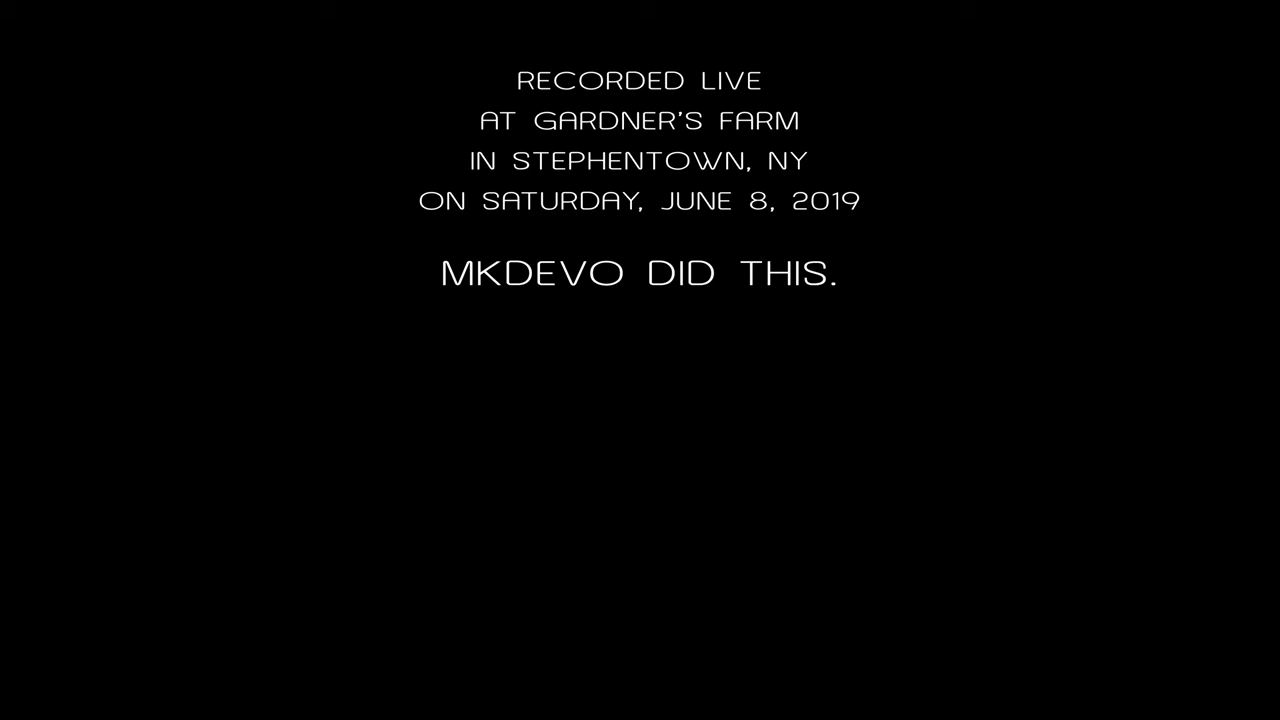 RECORDED LIVE
AT GARDNER'S FARM
IN STEPHENTOWN, NY
ON SATURDAY, JUNE 8, 2019
MKDEVO DID THIS.